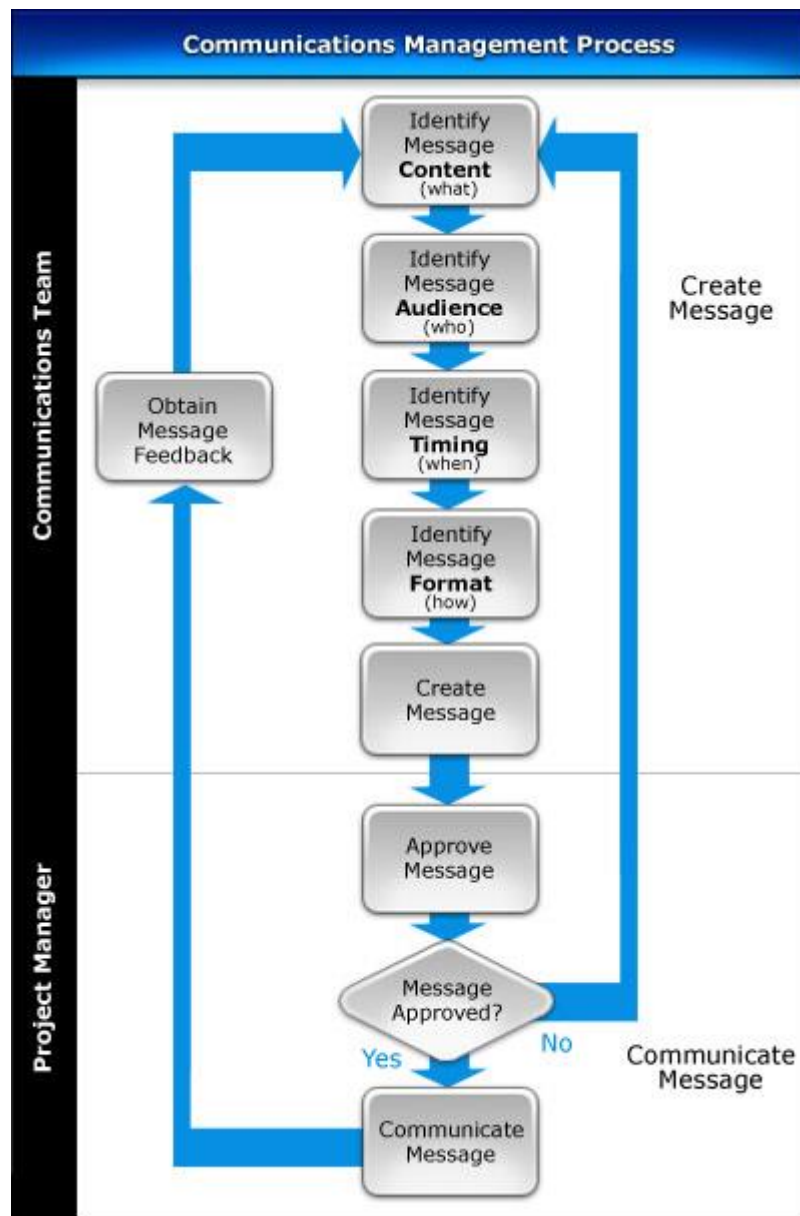 Communications Management Process
Communications Team
Identify
Message
Content
(what)
Identify
Message
Audience
(who)
Create
Message
Obtain
Message
Feedback
Identify
Message
Timing
(when)
Identify
Message
Format
(how)
Create
Message
Project Manager
Approve
Message
Message
Approved?
Yes
No
Communicate
Message
Communicate
Message